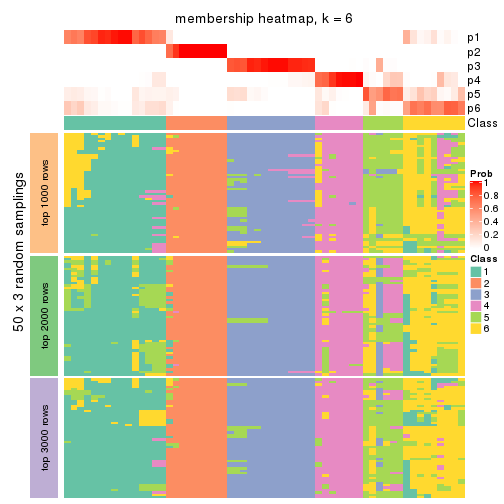 membership heatmap, k = 6
p1
p2
p3
p4
p5
p6
Class
50 x 3 random samplings
top 1000 rows
top 2000 rows
top 3000 rows
Prob
1
0.8
0.6
0.4
0.2
0
Class
1
2
3
4
5
6